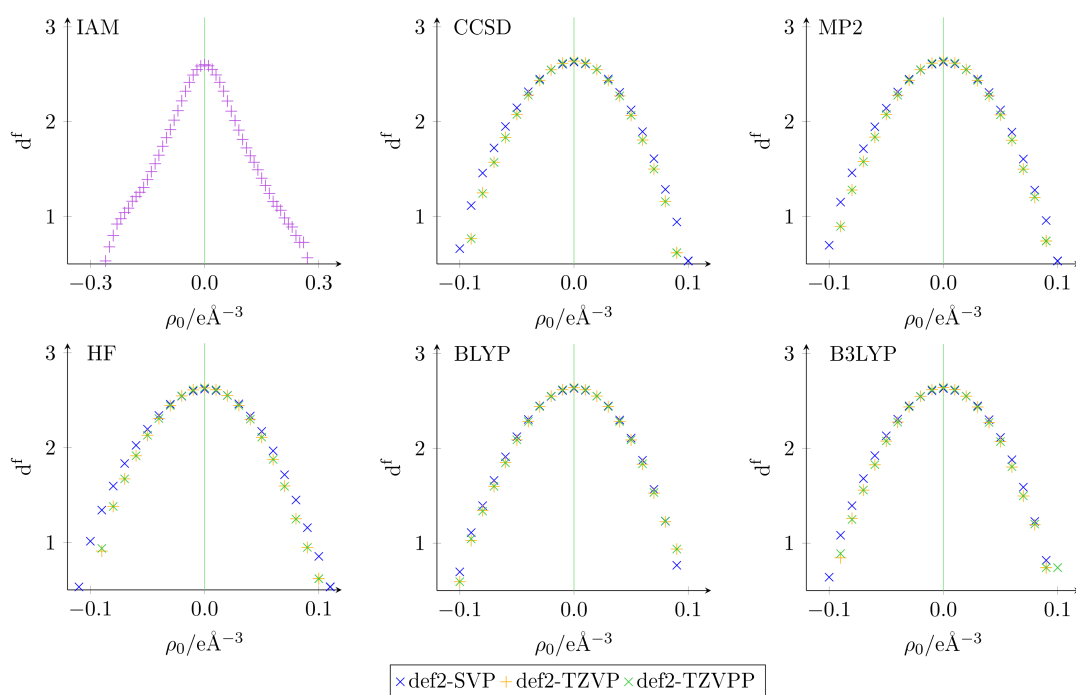 IAM
CCSD
MP2
3
2
1
d^f
−0.3 0.0 0.3
ρ₀/eÅ⁻³
3
2
1
d^f
−0.1 0.0 0.1
ρ₀/eÅ⁻³
3
2
1
d^f
−0.1 0.0 0.1
ρ₀/eÅ⁻³
HF
BLYP
B3LYP
3
2
1
d^f
−0.1 0.0 0.1
ρ₀/eÅ⁻³
3
2
1
d^f
−0.1 0.0 0.1
ρ₀/eÅ⁻³
3
2
1
d^f
−0.1 0.0 0.1
ρ₀/eÅ⁻³
def2-SVP def2-TZVP def2-TZVPP